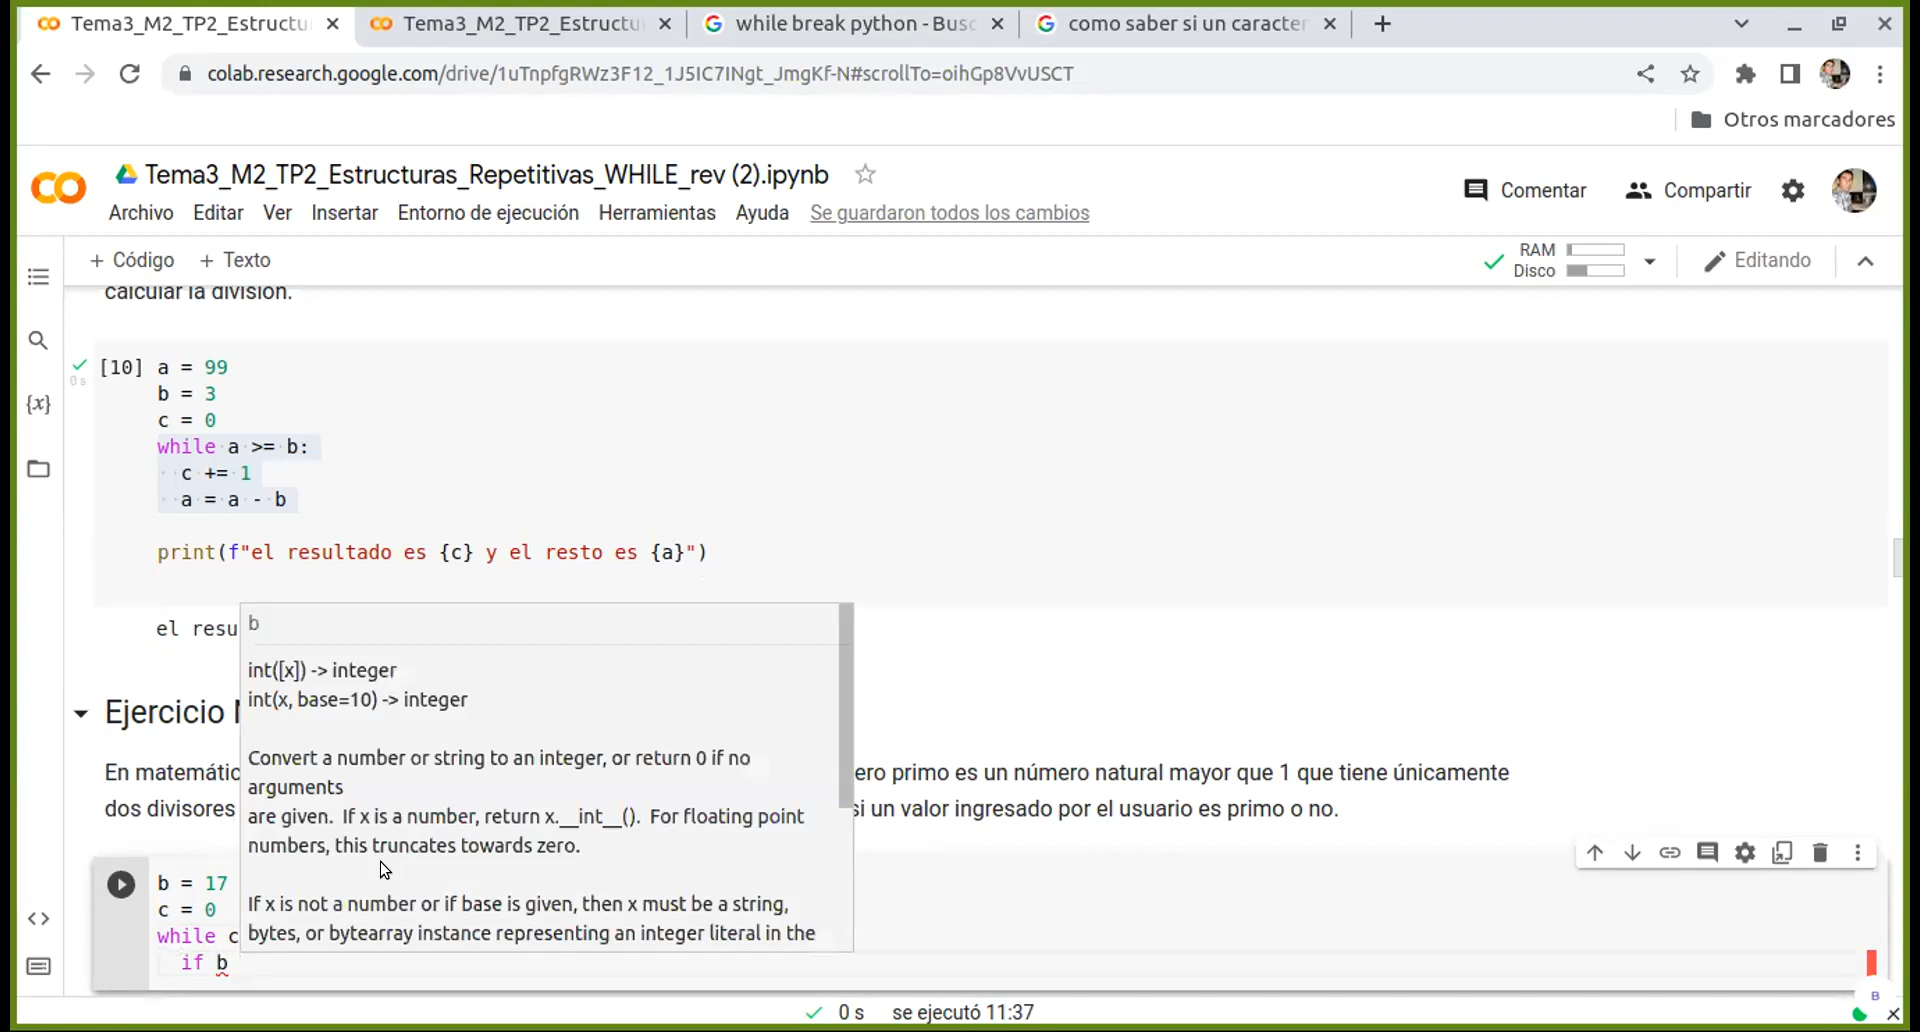 Tema3_M2_TP2_Estructu
Tema3_M2_TP2_Estructu
while break python - Busc
como saber si un caracter
colab.research.google.com/drive/1uTnpfgRWz3F12_1J5IC7INgt_JmgKf-N#scrollTo=oihGp8VvUSCT
Otros marcadores
Tema3_M2_TP2_Estructuras_Repetitivas_WHILE_rev (2).ipynb
Comentar
Compartir
Archivo Editar Ver Insertar Entorno de ejecución Herramientas Ayuda Se guardaron todos los cambios
+ Código + Texto
RAM
Disco
Editando
calcular la división.
[10] a = 99
0 s
b = 3
c = 0
while a >= b:
c += 1
a = a - b
print(f"el resultado es {c} y el resto es {a}")
el resu
b
int([x]) -> integer
int(x, base=10) -> integer
Convert a number or string to an integer, or return 0 if no
arguments
are given. If x is a number, return x.__int__(). For floating point
numbers, this truncates towards zero.
If x is not a number or if base is given, then x must be a string,
bytes, or bytearray instance representing an integer literal in the
Ejercicio
En matemátic
ero primo es un número natural mayor que 1 que tiene únicamente
dos divisores
si un valor ingresado por el usuario es primo o no.
b = 17
c = 0
while c
if b
B
0 s se ejecutó 11:37